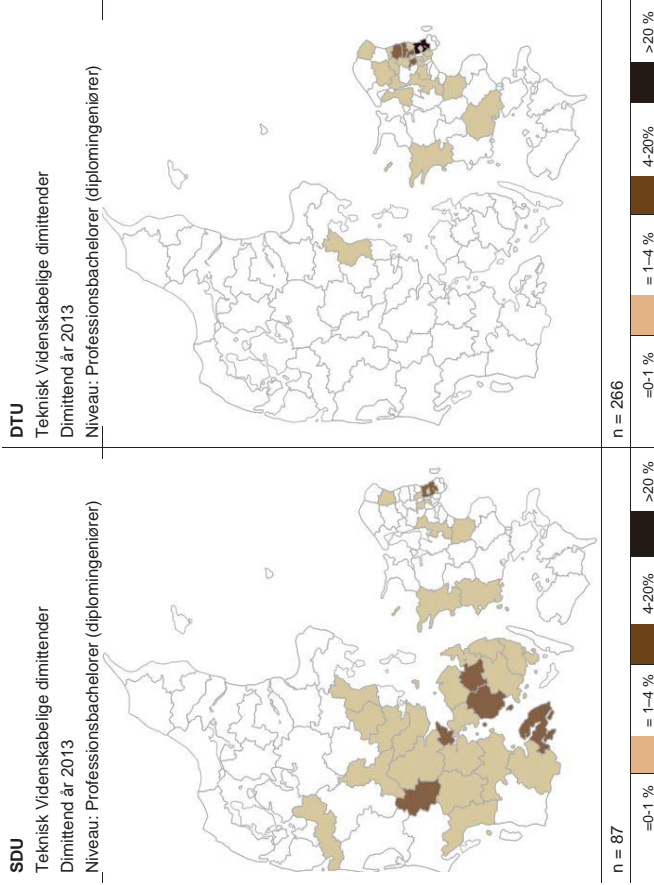 SDU
Teknisk Videnskabelige dimittender
Dimittend år 2013
Niveau: Professionsbachelorer (diplomingeniører)
n = 87
=0-1 %
= 1–4 %
4-20%
>20 %
DTU
Teknisk Videnskabelige dimittender
Dimittend år 2013
Niveau: Professionsbachelorer (diplomingeniører)
n = 266
=0-1 %
= 1–4 %
4-20%
>20 %